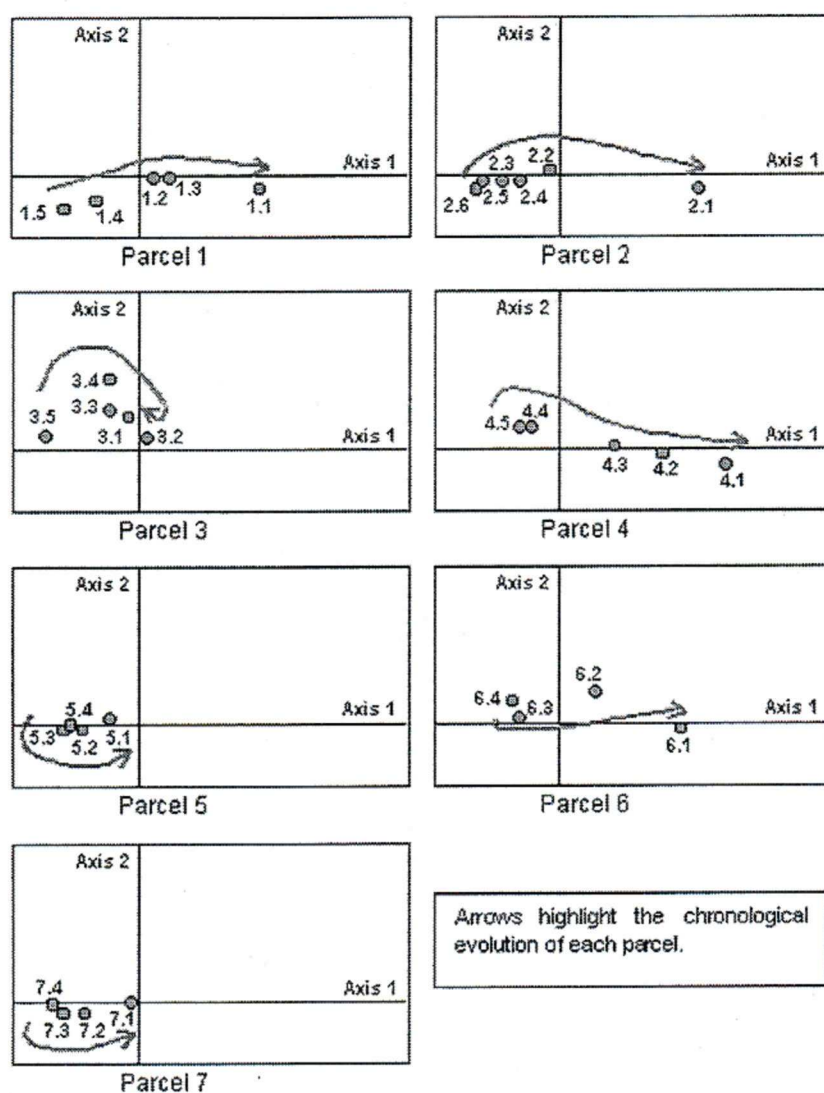 Axis 2
Axis 1
1.2
1.3
1.5
1.4
1.1
Parcel 1
Axis 2
Axis 1
2.3
2.2
2.6
2.5
2.4
2.1
Parcel 2
Axis 2
3.4
3.3
3.5
3.1
3.2
Axis 1
Parcel 3
Axis 2
4.5
4.4
Axis 1
4.3
4.2
4.1
Parcel 4
Axis 2
Axis 1
5.4
5.3
5.2
5.1
Parcel 5
Axis 2
6.2
6.4
6.3
Axis 1
6.1
Parcel 6
Axis 2
Axis 1
7.4
7.3
7.2
7.1
Parcel 7
Arrows highlight the chronological
evolution of each parcel.